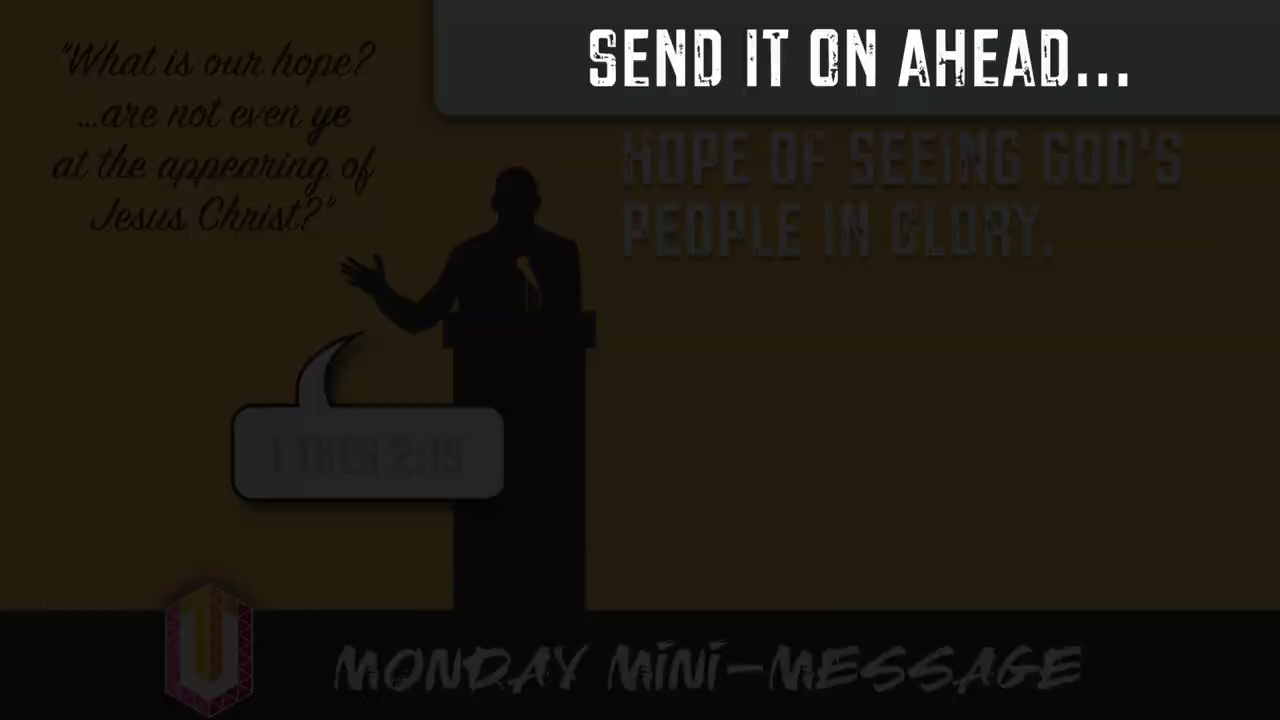 SEND IT ON AHEAD...
"What is our hope?
...are not even ye
at the appearing of
Jesus Christ?"
HOPE OF SEEING GOD'S
PEOPLE IN GLORY.
1 THES 2:19
MONDAY MINI-MESSAGE